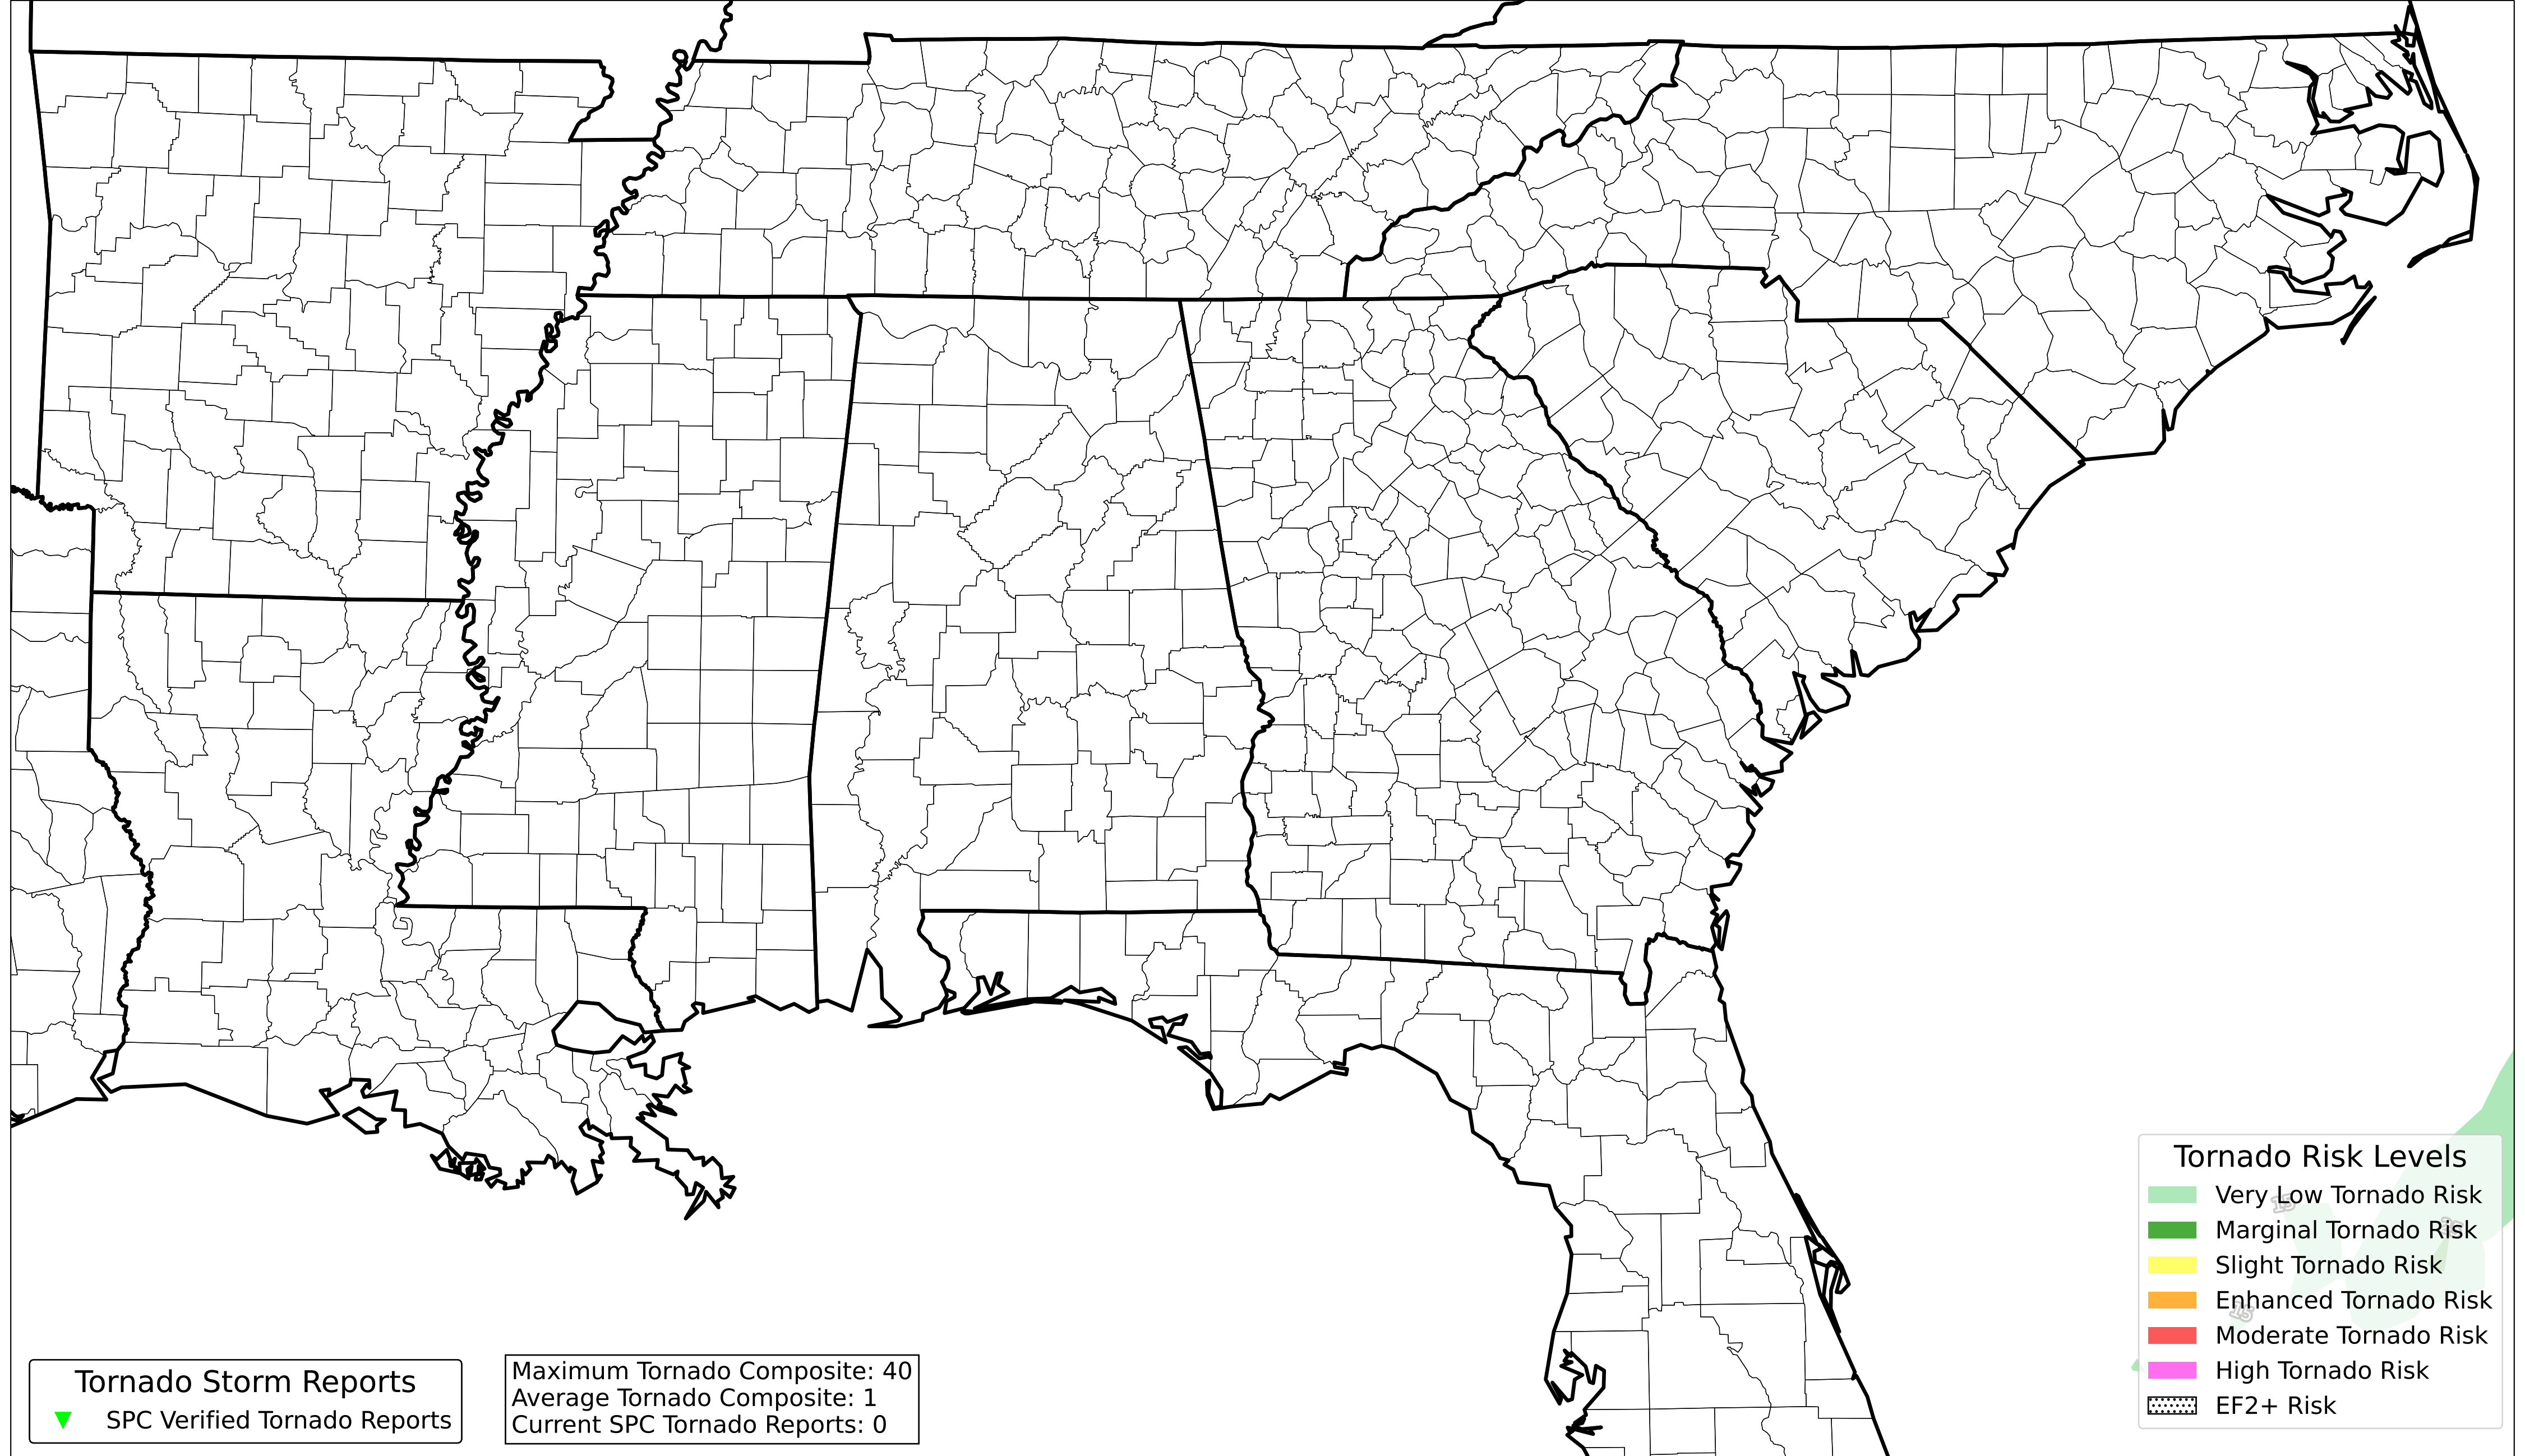 Tornado Risk Levels
Very Low Tornado Risk
Marginal Tornado Risk
Slight Tornado Risk
Enhanced Tornado Risk
Moderate Tornado Risk
High Tornado Risk
EF2+ Risk
15
15
Tornado Storm Reports
SPC Verified Tornado Reports
Maximum Tornado Composite: 40
Average Tornado Composite: 1
Current SPC Tornado Reports: 0